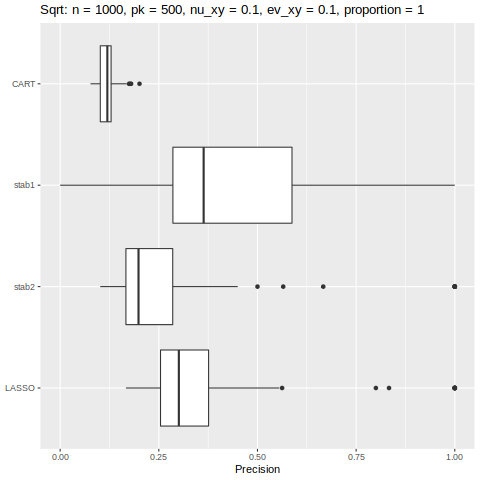 Sqrt: n = 1000, pk = 500, nu_xy = 0.1, ev_xy = 0.1, proportion = 1
CART
stab1
stab2
LASSO
0.00 0.25 0.50 0.75 1.00
Precision